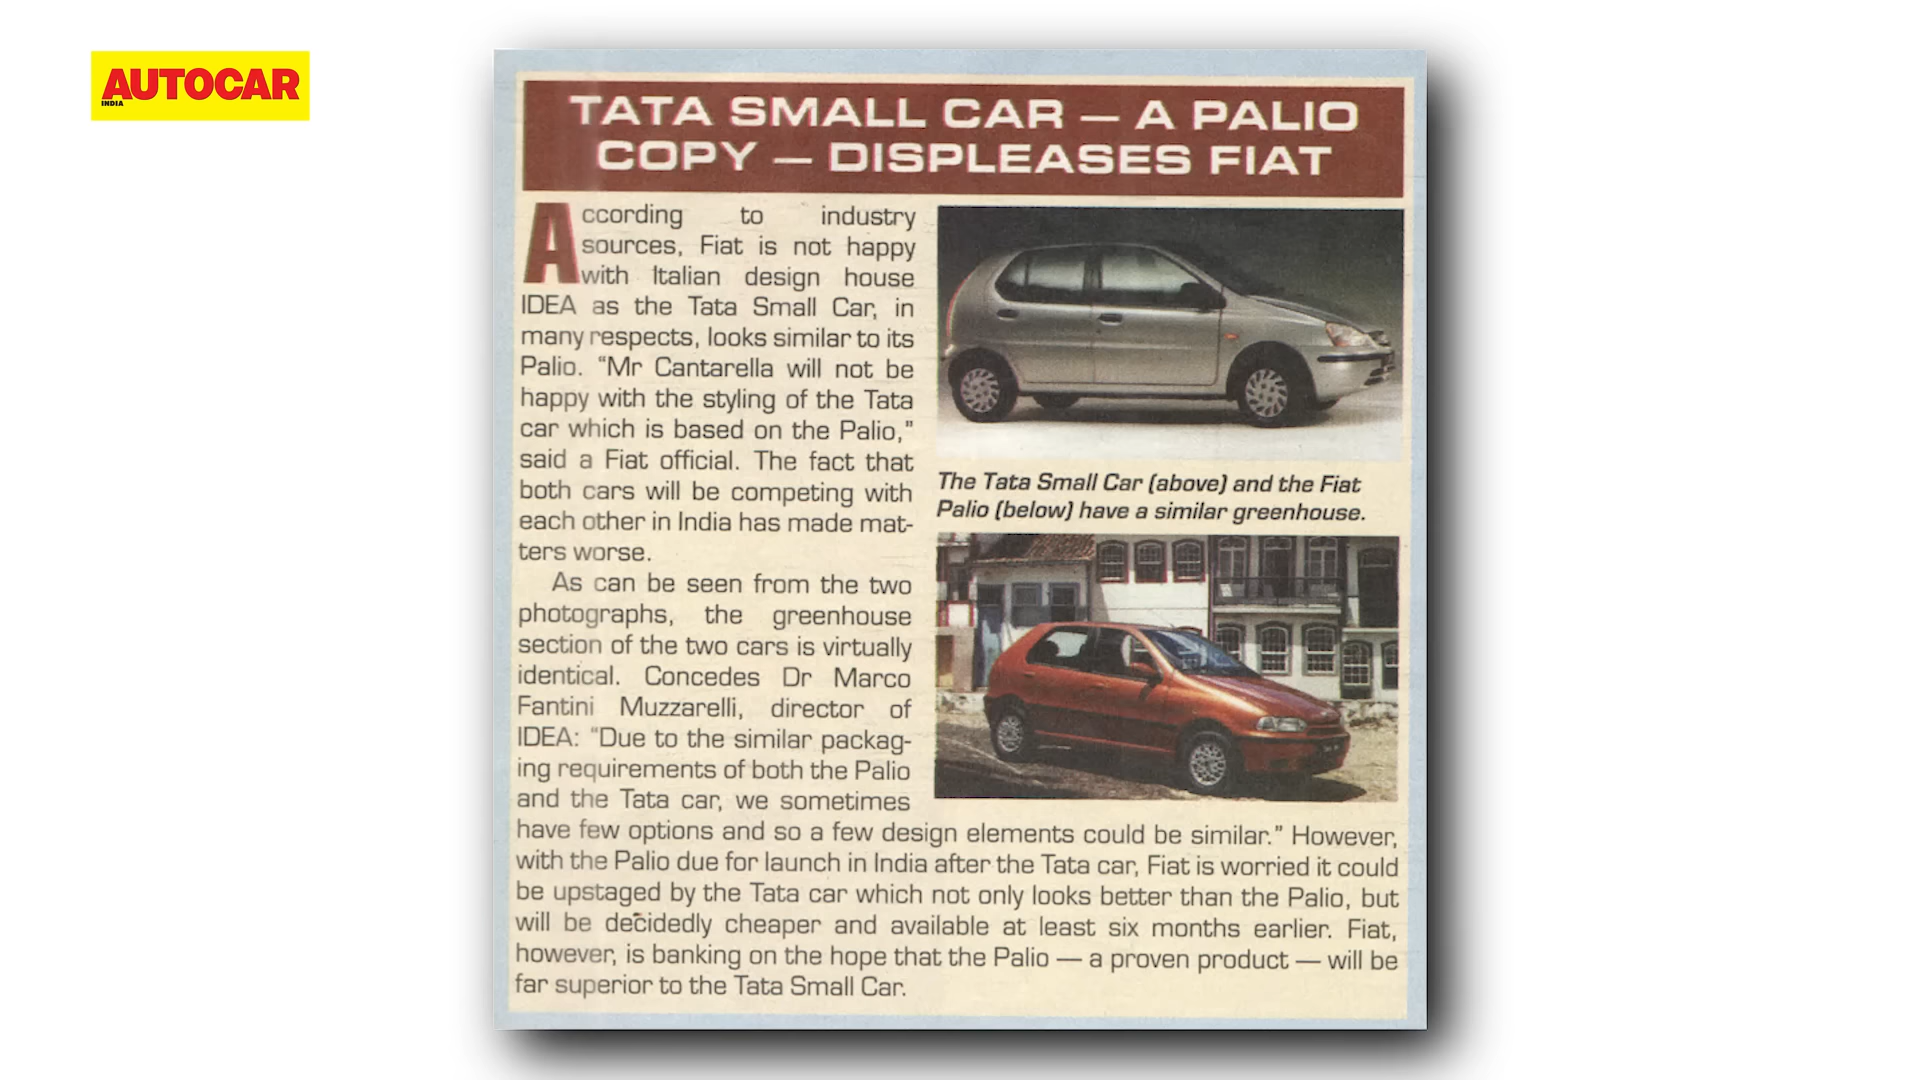 AUTOCAR
INDIA
TATA SMALL CAR — A PALIO
COPY — DISPLEASES FIAT
According to industry
sources, Fiat is not happy
with Italian design house
IDEA as the Tata Small Car, in
many respects, looks similar to its
Palio. “Mr Cantarella will not be
happy with the styling of the Tata
car which is based on the Palio,”
said a Fiat official. The fact that
both cars will be competing with
each other in India has made mat-
ters worse.
As can be seen from the two
photographs, the greenhouse
section of the two cars is virtually
identical. Concedes Dr Marco
Fantini Muzzarelli, director of
IDEA: “Due to the similar packag-
ing requirements of both the Palio
and the Tata car, we sometimes
have few options and so a few design elements could be similar.” However,
with the Palio due for launch in India after the Tata car, Fiat is worried it could
be upstaged by the Tata car which not only looks better than the Palio, but
will be decidedly cheaper and available at least six months earlier. Fiat,
however, is banking on the hope that the Palio — a proven product — will be
far superior to the Tata Small Car.
The Tata Small Car (above) and the Fiat
Palio (below) have a similar greenhouse.